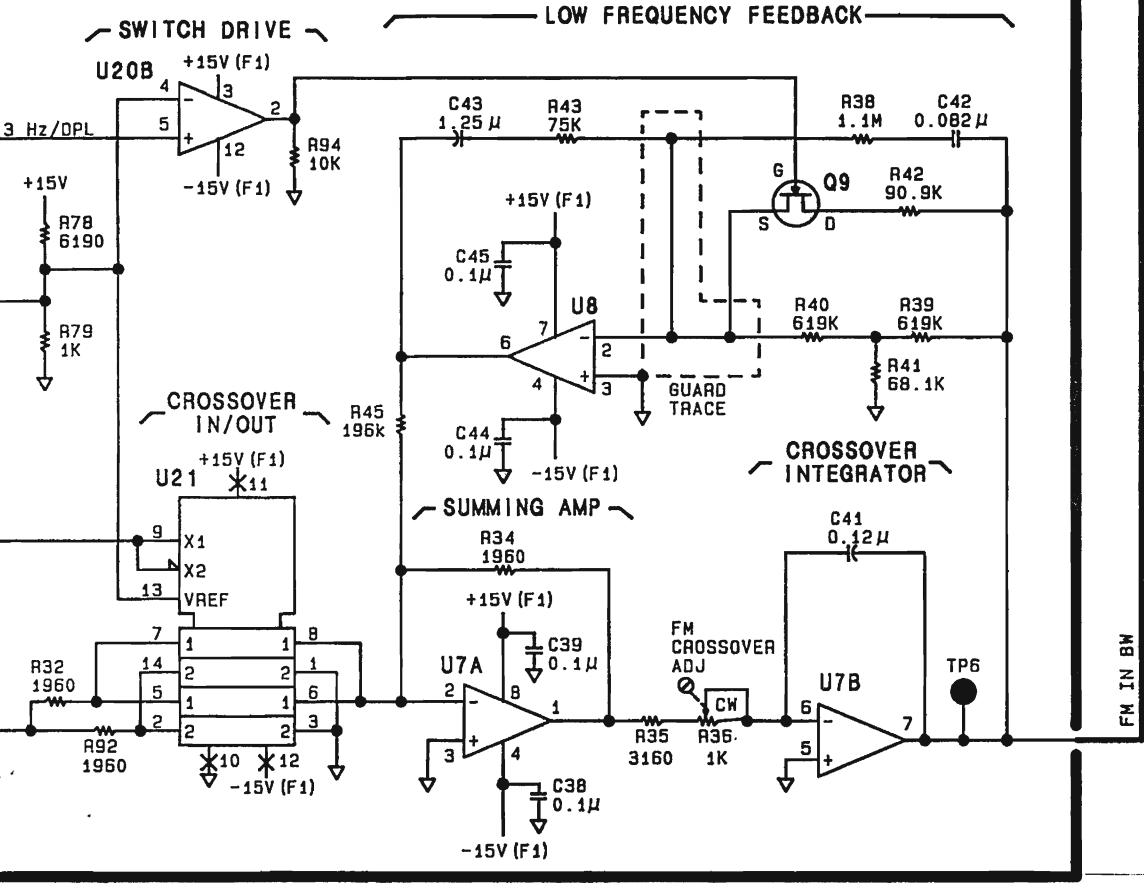 LOW FREQUENCY FEEDBACK
SWITCH DRIVE
U20B
+15V (F1)
4
3
-
2
5
+
12
3 Hz/DPL
-15V (F1)
R94
10K
+15V
R78
6190
R79
1K
C43
1.25 µ
R43
75K
R38
1.1M
C42
0.082 µ
G
Q9
S
D
R42
90.9K
+15V (F1)
C45
0.1µ
U8
7
6
-
2
+
3
4
R40
619K
R39
619K
R41
68.1K
GUARD
TRACE
C44
0.1µ
-15V (F1)
R45
196k
CROSSOVER
IN/OUT
+15V (F1)
U21
11
9
X1
X2
13
VREF
7
1
1
8
14
2
2
1
5
1
1
6
2
2
2
3
10
12
-15V (F1)
R32
1960
R92
1960
SUMMING AMP
R34
1960
+15V (F1)
C39
0.1µ
U7A
8
2
-
1
3
+
4
C38
0.1µ
-15V (F1)
FM
CROSSOVER
ADJ
CW
R35
3160
R36
1K
CROSSOVER
INTEGRATOR
C41
0.12µ
U7B
6
-
7
5
+
TP6
FM IN BW